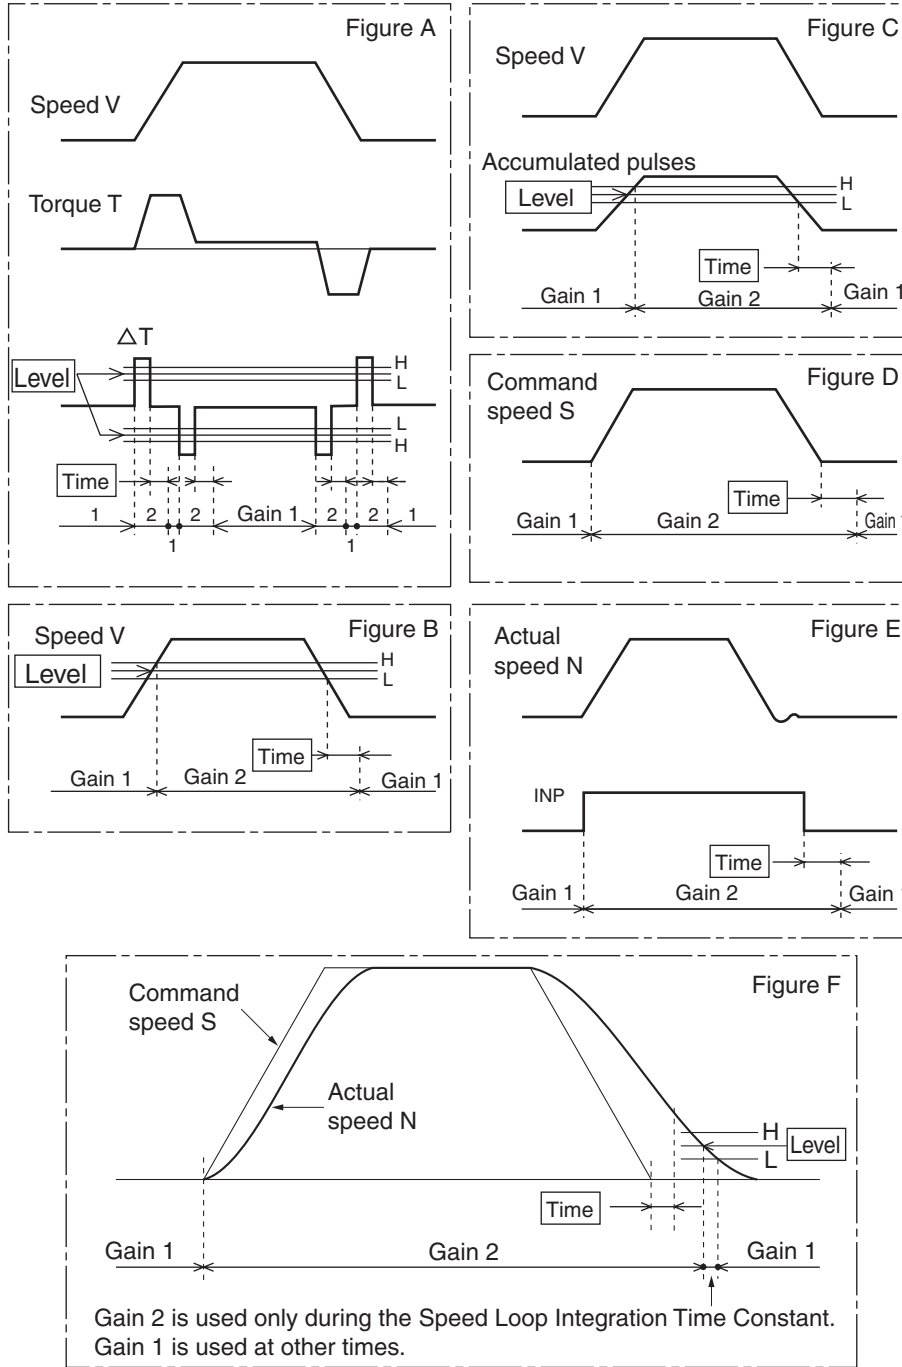 Figure A
Speed V
Torque T
△T
H
Level
L
L
H
Time
1 2 2 Gain 1 2 2 1
1 1
Figure B
Speed V
H
Level
L
Time
Gain 1 Gain 2 Gain 1
Figure C
Speed V
Accumulated pulses
H
Level
L
Time
Gain 1 Gain 2 Gain 1
Figure D
Command
speed S
Time
Gain 1 Gain 2 Gain 1
Figure E
Actual
speed N
INP
Time
Gain 1 Gain 2 Gain 1
Figure F
Command
speed S
Actual
speed N
H
Level
L
Time
Gain 1 Gain 2 Gain 1
Gain 2 is used only during the Speed Loop Integration Time Constant.
Gain 1 is used at other times.